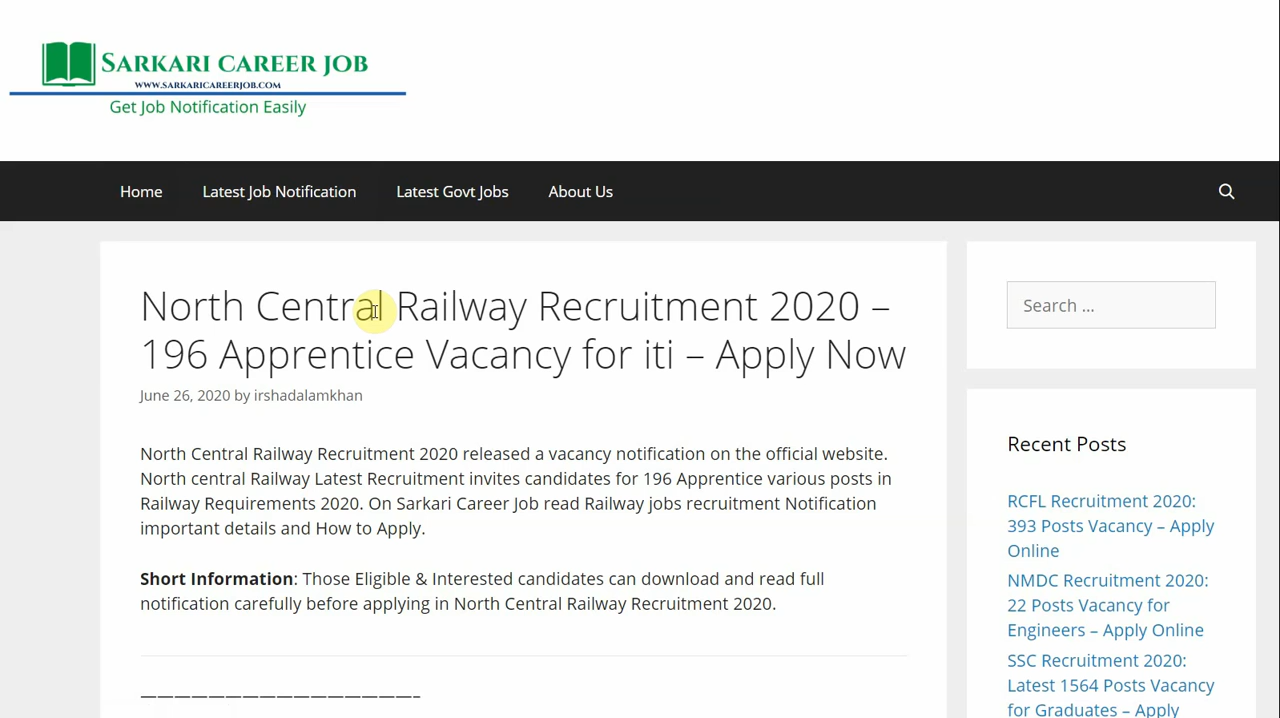 SARKARI CAREER JOB
WWW.SARKARICAREERJOB.COM
Get Job Notification Easily
Home Latest Job Notification Latest Govt Jobs About Us
North Central Railway Recruitment 2020 –
196 Apprentice Vacancy for iti – Apply Now
June 26, 2020 by irshadalamkhan
North Central Railway Recruitment 2020 released a vacancy notification on the official website.
North central Railway Latest Recruitment invites candidates for 196 Apprentice various posts in
Railway Requirements 2020. On Sarkari Career Job read Railway jobs recruitment Notification
important details and How to Apply.
Short Information: Those Eligible & Interested candidates can download and read full
notification carefully before applying in North Central Railway Recruitment 2020.
————————————————–
Search ...
Recent Posts
RCFL Recruitment 2020:
393 Posts Vacancy – Apply
Online
NMDC Recruitment 2020:
22 Posts Vacancy for
Engineers – Apply Online
SSC Recruitment 2020:
Latest 1564 Posts Vacancy
for Graduates – Apply